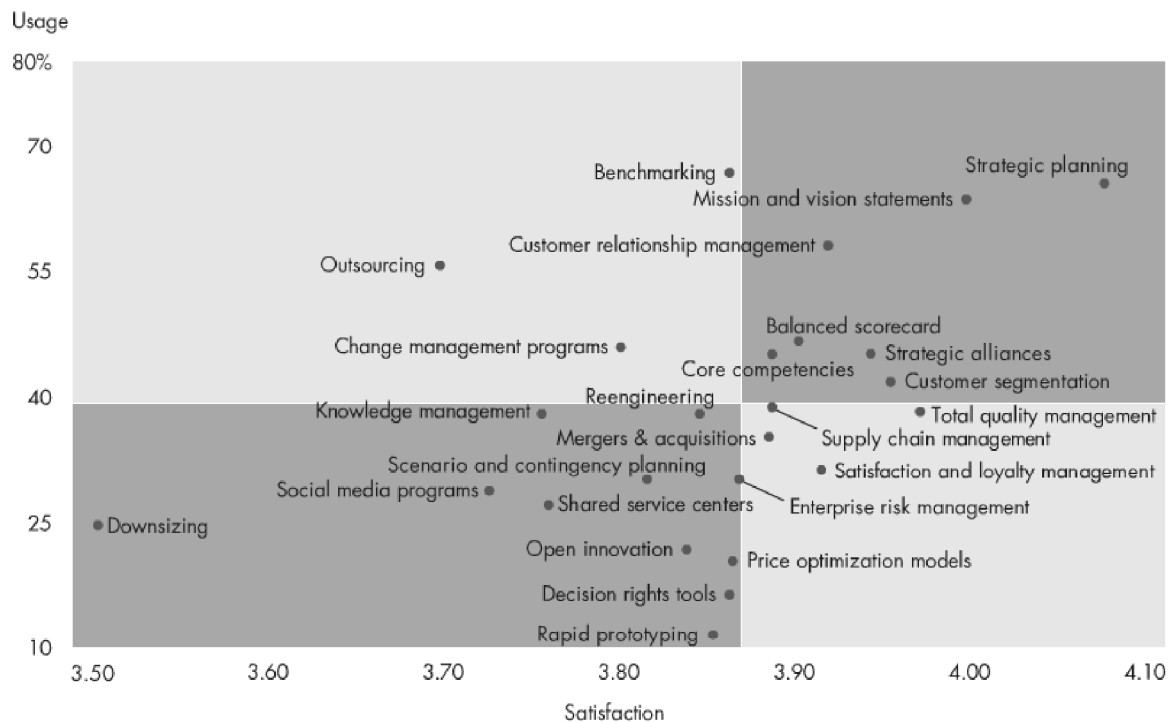 Usage
80%
70
Benchmarking
Strategic planning
Mission and vision statements
Customer relationship management
55
Outsourcing
Balanced scorecard
Change management programs
Strategic alliances
Core competencies
Customer segmentation
40
Reengineering
Knowledge management
Total quality management
Mergers & acquisitions
Supply chain management
Scenario and contingency planning
Satisfaction and loyalty management
Social media programs
Shared service centers
Enterprise risk management
25
Downsizing
Open innovation
Price optimization models
Decision rights tools
Rapid prototyping
10
3.50 3.60 3.70 3.80 3.90 4.00 4.10
Satisfaction